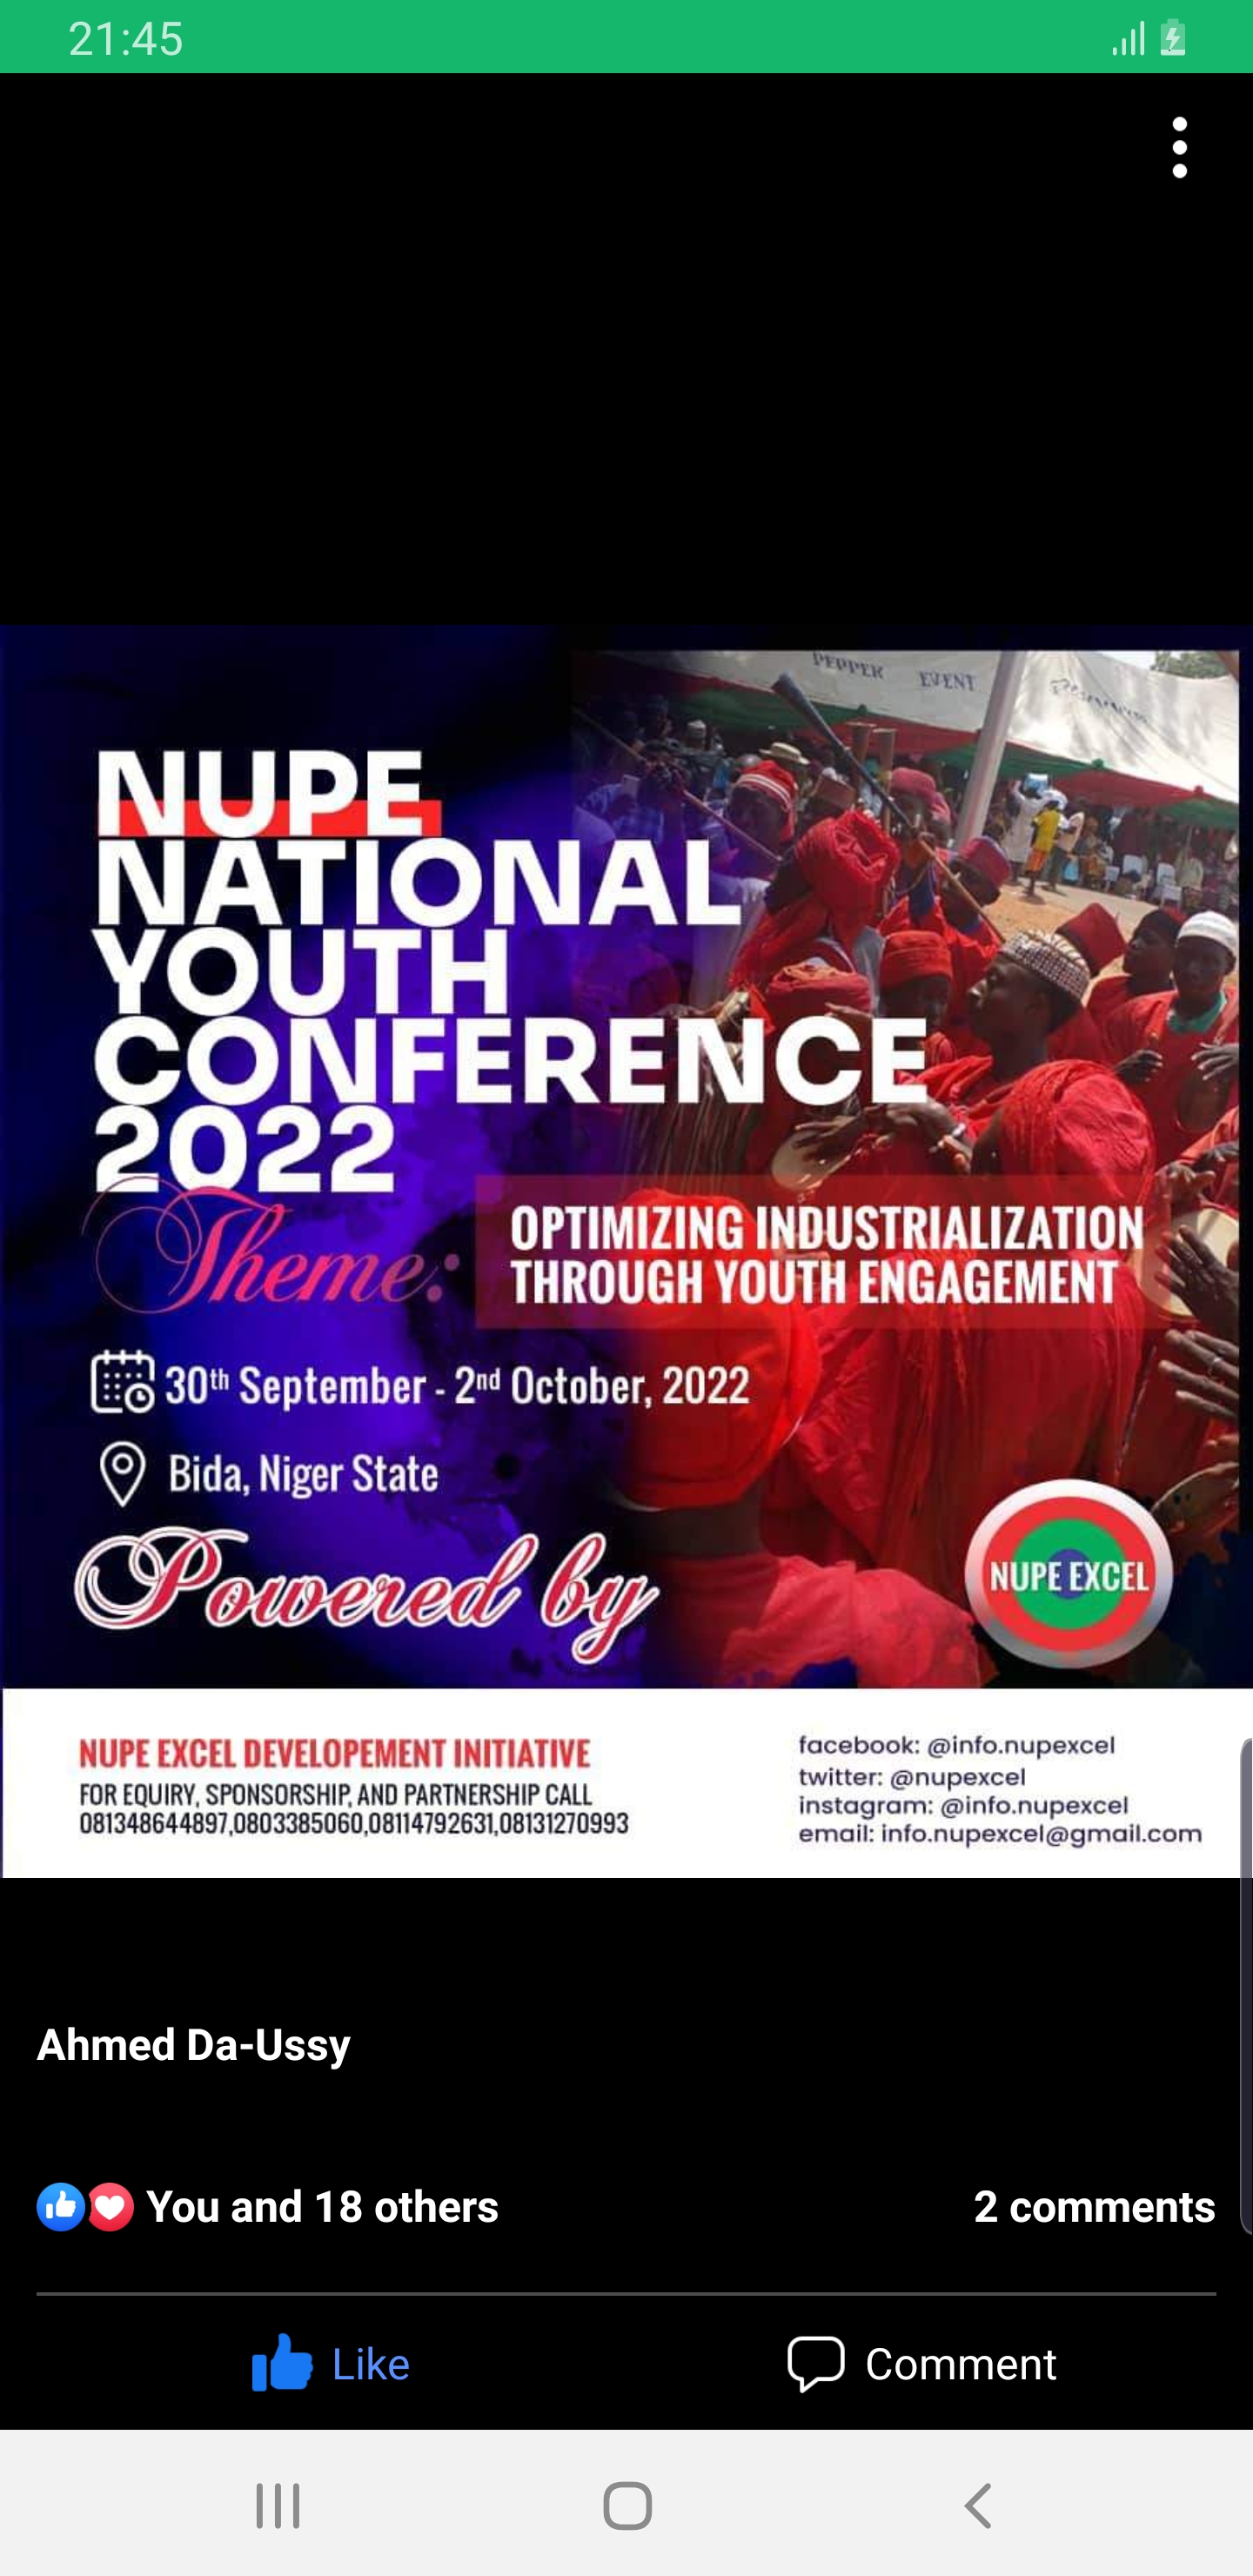 21:45
PEPPER EVENT
NUPE
NATIONAL
YOUTH
CONFERENCE
2022
Theme:
OPTIMIZING INDUSTRIALIZATION
THROUGH YOUTH ENGAGEMENT
30th September - 2nd October, 2022
Bida, Niger State
Powered by
NUPE EXCEL
NUPE EXCEL DEVELOPEMENT INITIATIVE
FOR EQUIRY, SPONSORSHIP, AND PARTNERSHIP CALL
081348644897,0803385060,08114792631,08131270993
facebook: @info.nupexcel
twitter: @nupexcel
instagram: @info.nupexcel
email: info.nupexcel@gmail.com
Ahmed Da-Ussy
You and 18 others
2 comments
Like
Comment